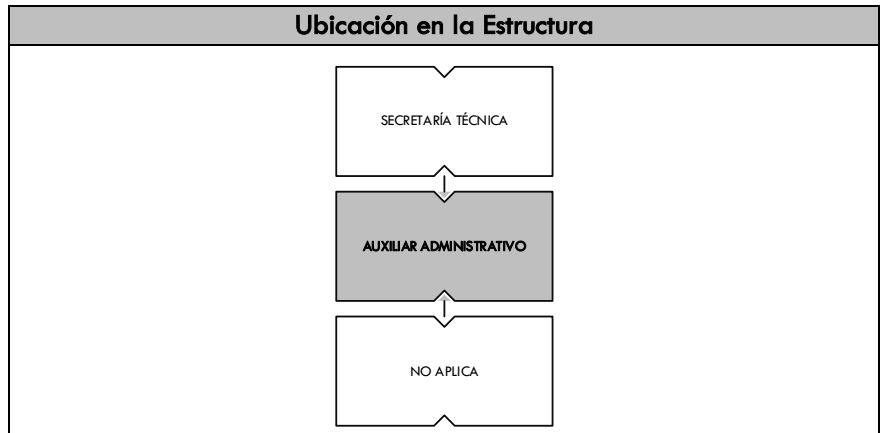 Ubicación en la Estructura
SECRETARÍA TÉCNICA
AUXILIAR ADMINISTRATIVO
NO APLICA